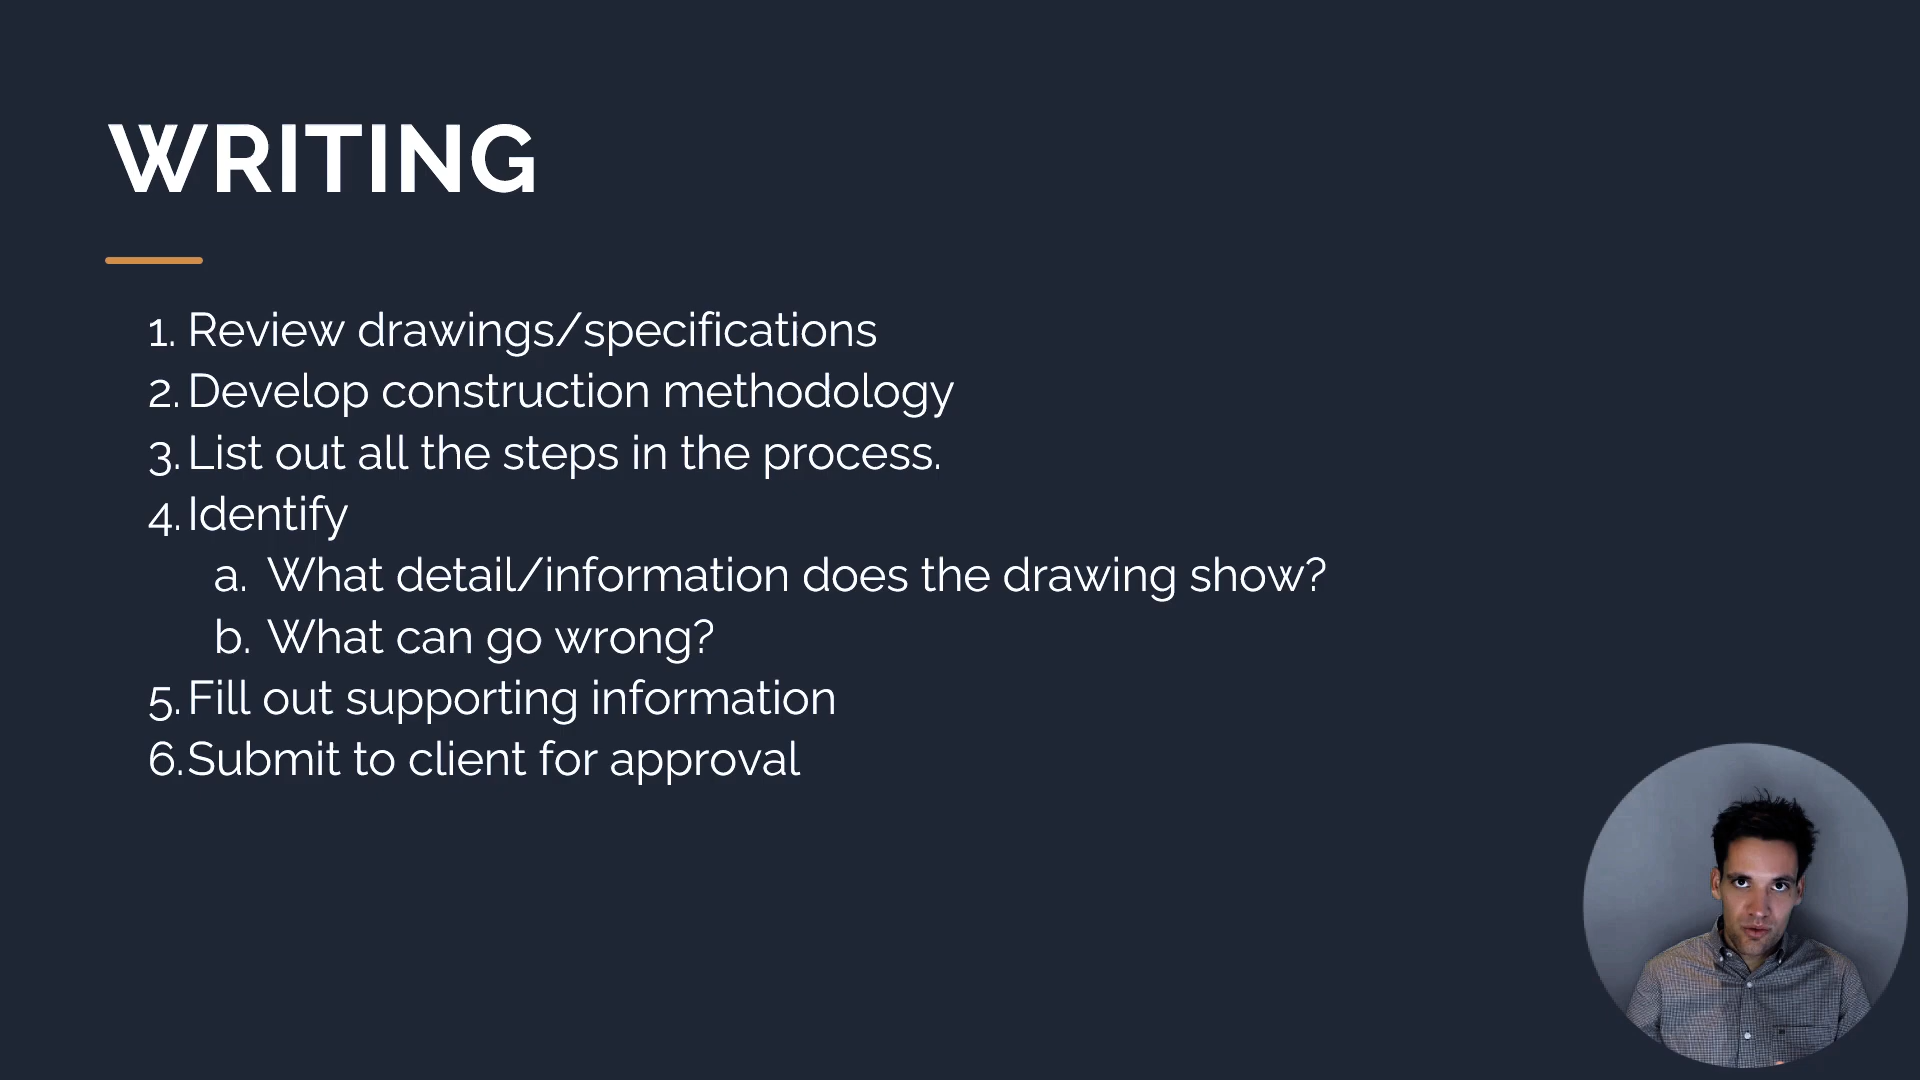 WRITING
1. Review drawings/specifications
2. Develop construction methodology
3. List out all the steps in the process.
4. Identify
a. What detail/information does the drawing show?
b. What can go wrong?
5. Fill out supporting information
6. Submit to client for approval